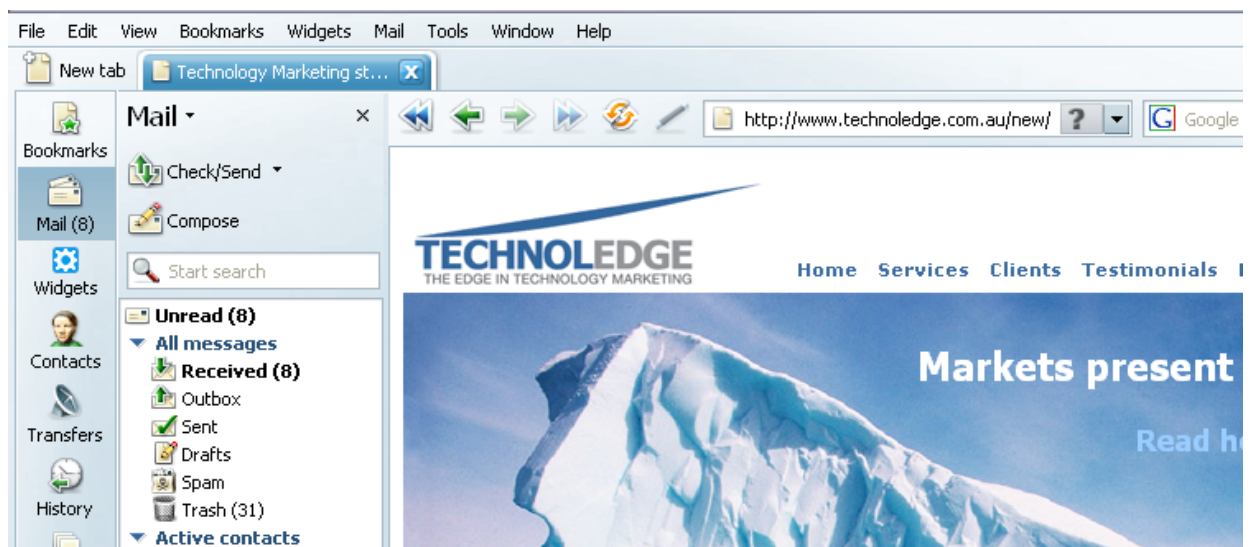 File Edit View Bookmarks Widgets Mail Tools Window Help
New tab Technology Marketing st...
Bookmarks
Mail (8)
Widgets
Contacts
Transfers
History
Mail
Check/Send
Compose
Start search
Unread (8)
All messages
Received (8)
Outbox
Sent
Drafts
Spam
Trash (31)
Active contacts
http://www.technoledge.com.au/new/ ? G Google
TECHNOLEDGE
THE EDGE IN TECHNOLOGY MARKETING
Home Services Clients Testimonials
Markets present
Read